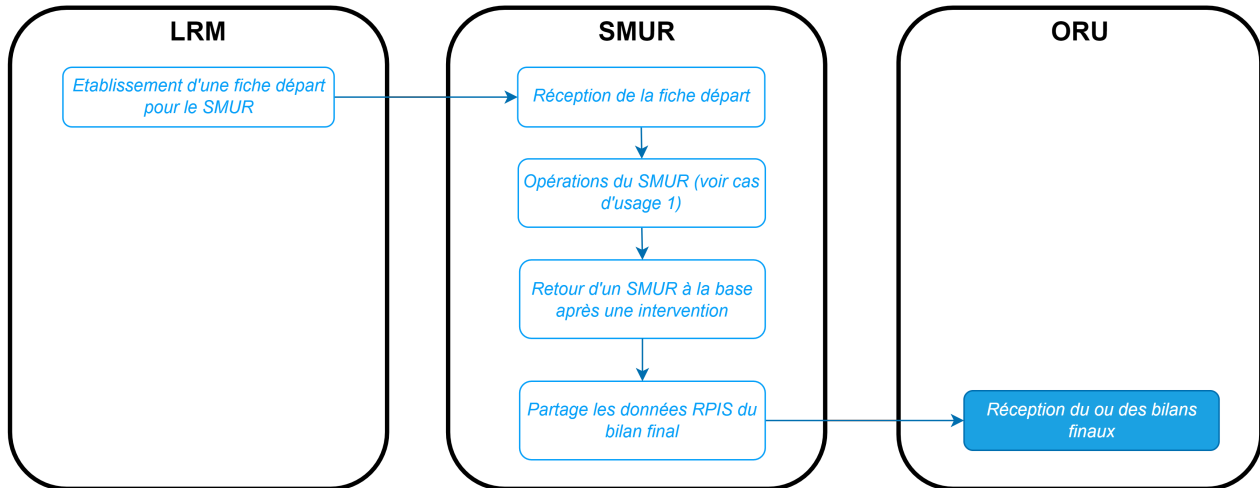 LRM
SMUR
ORU
Etablissement d'une fiche départ
pour le SMUR
Réception de la fiche départ
Opérations du SMUR (voir cas
d'usage 1)
Retour d'un SMUR à la base
après une intervention
Partage les données RPIS du
bilan final
Réception du ou des bilans
finaux